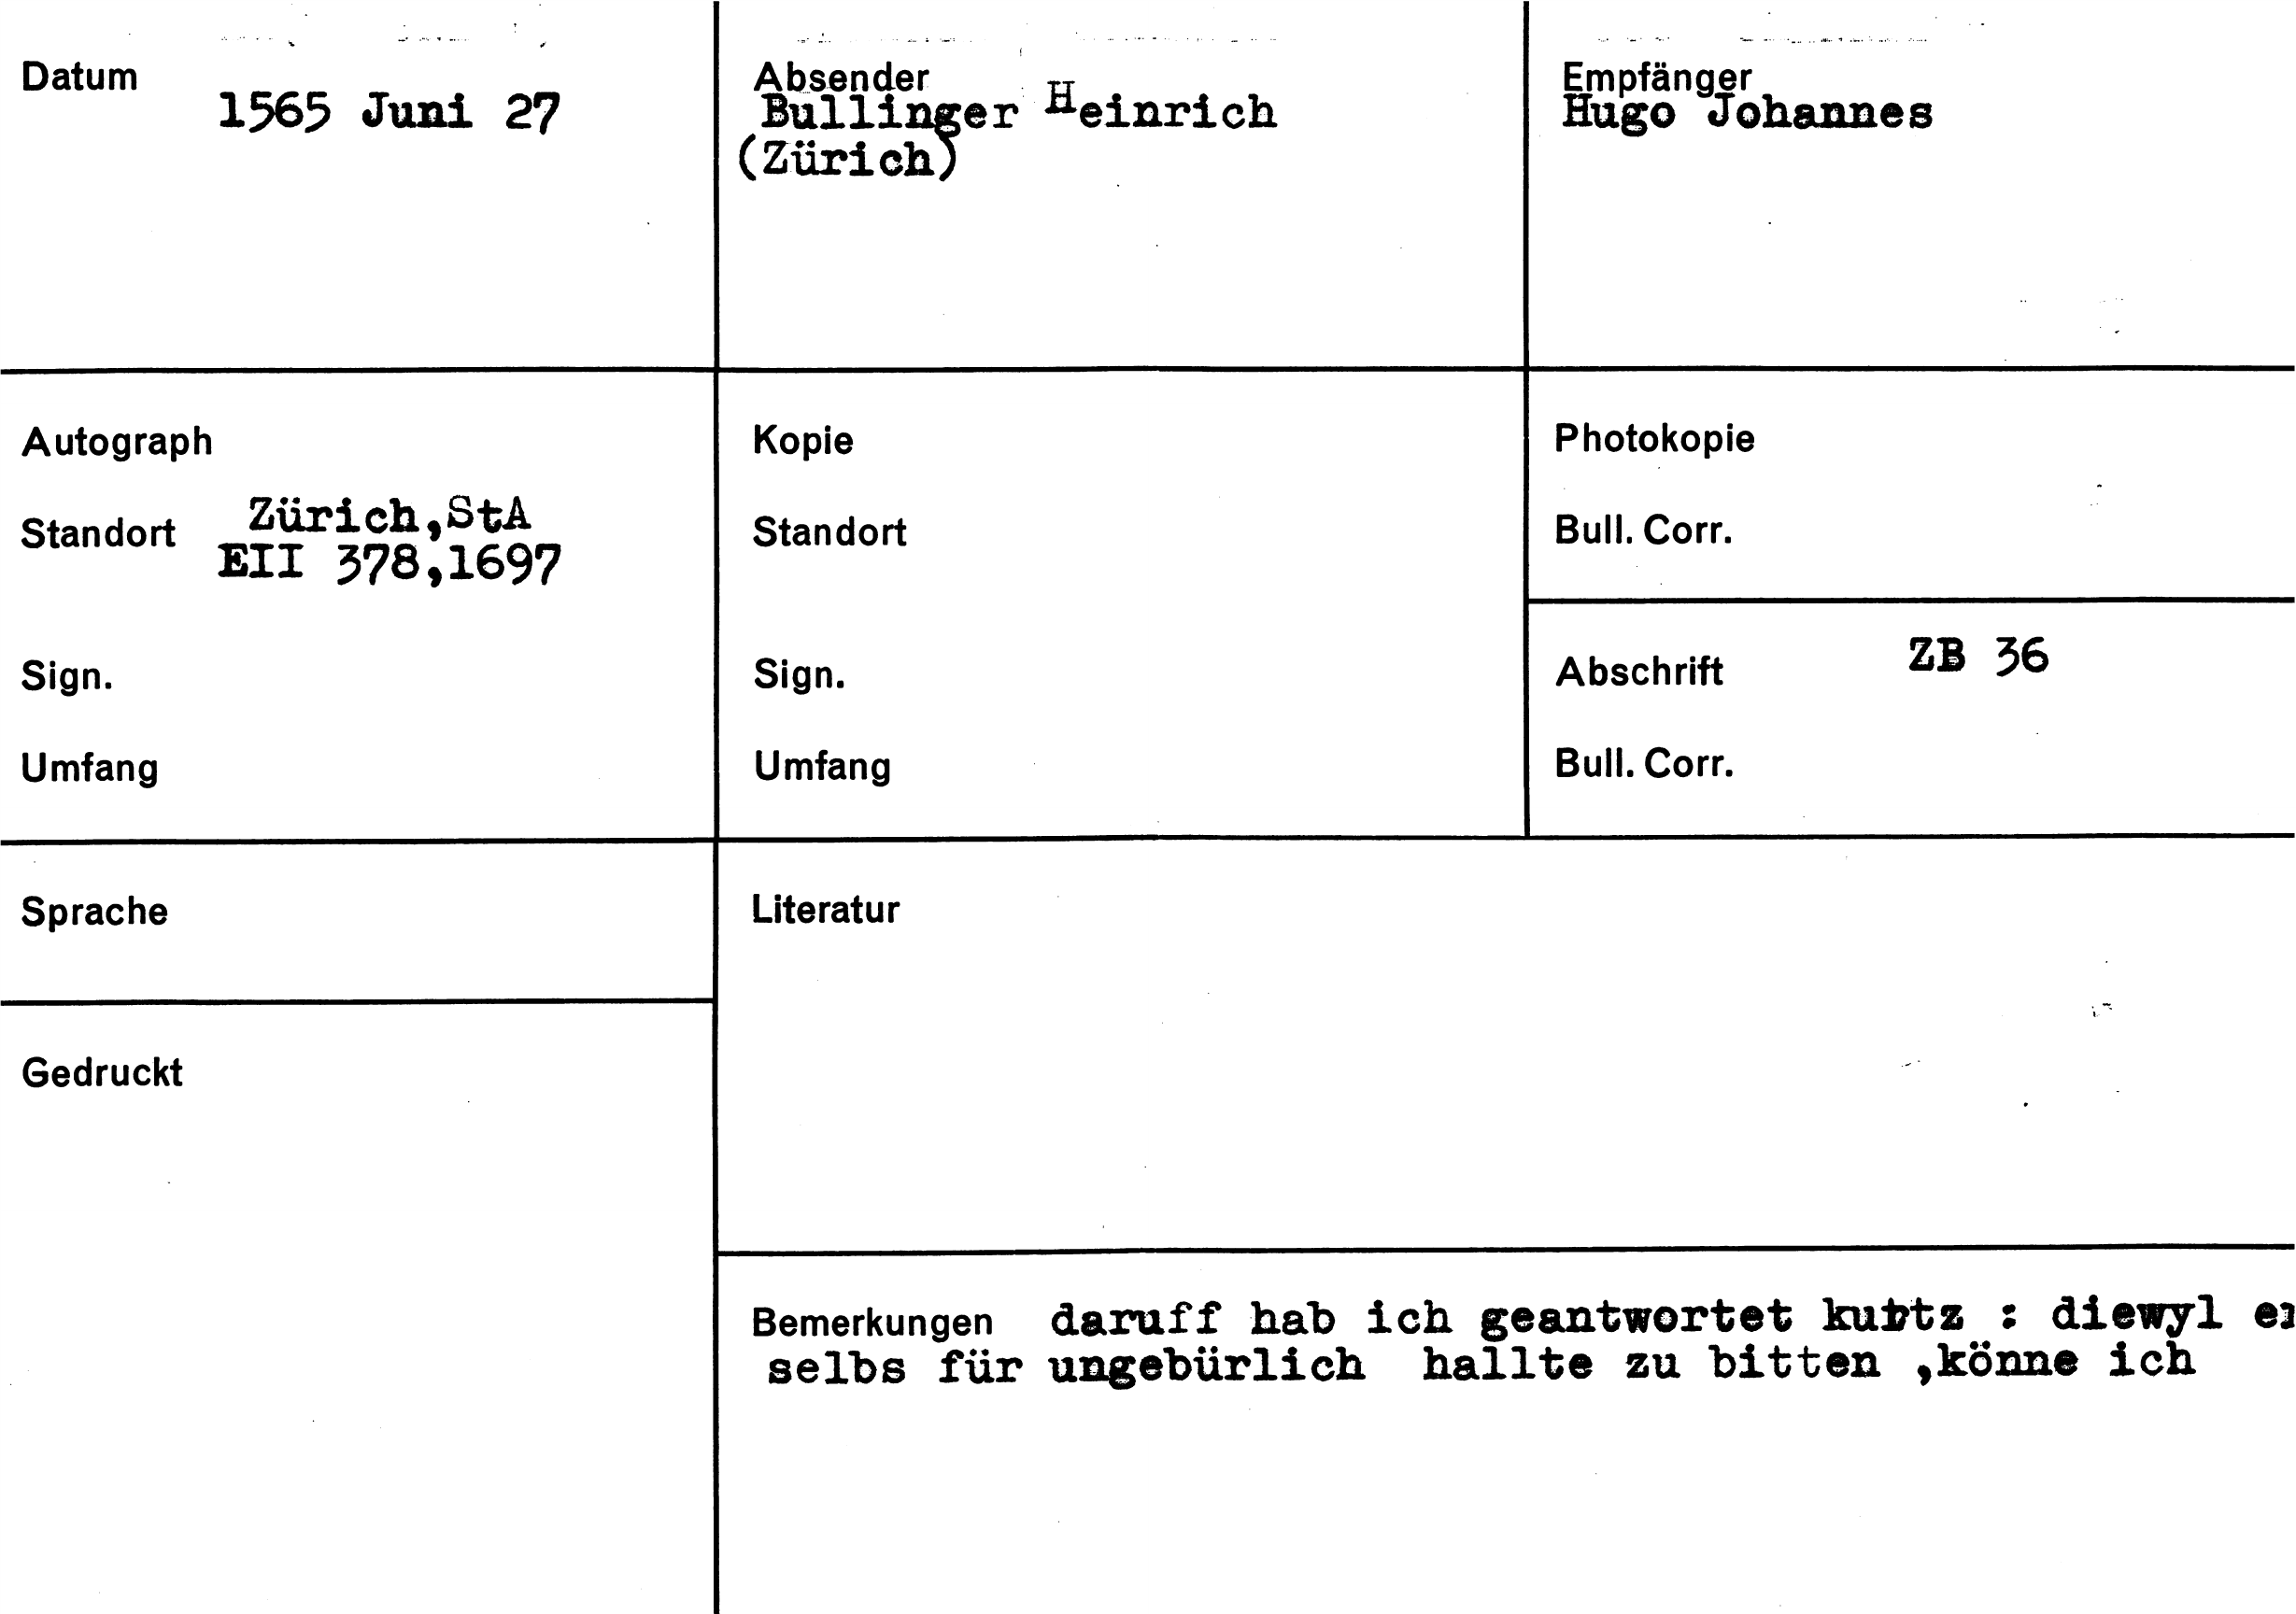 Datum
1565 Juni 27
Absender
Bullinger Heinrich
(Zürich)
Empfänger
Hugo Johannes
Autograph
Standort Zürich,StA
EII 378,1697
Sign.
Umfang
Kopie
Standort
Sign.
Umfang
Photokopie
Bull. Corr.
Abschrift ZB 36
Bull. Corr.
Sprache
Gedruckt
Literatur
Bemerkungen daruff hab ich geantwortet : diewyl
selbs für ungebürlich hallte zu bitten ,könne ich